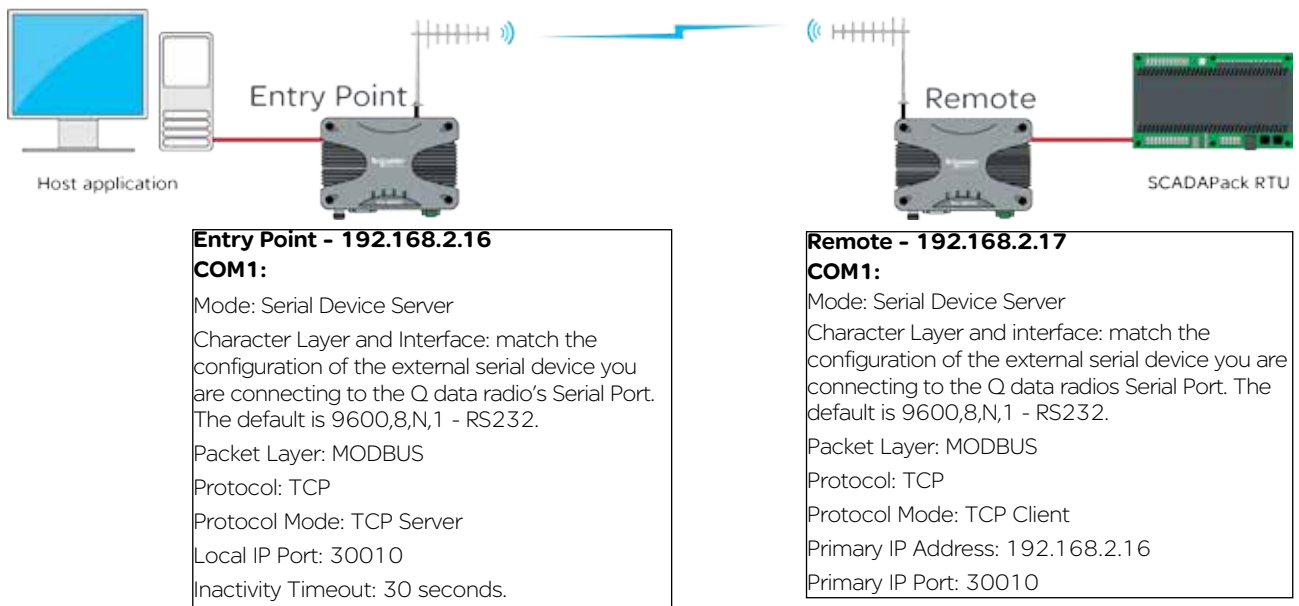 Entry Point
Remote
Host application
SCADAPack RTU
Entry Point - 192.168.2.16
COM1:
Mode: Serial Device Server
Character Layer and Interface: match the
configuration of the external serial device you
are connecting to the Q data radio’s Serial Port.
The default is 9600,8,N,1 - RS232.
Packet Layer: MODBUS
Protocol: TCP
Protocol Mode: TCP Server
Local IP Port: 30010
Inactivity Timeout: 30 seconds.
Remote - 192.168.2.17
COM1:
Mode: Serial Device Server
Character Layer and interface: match the
configuration of the external serial device you are
connecting to the Q data radios Serial Port. The
default is 9600,8,N,1 - RS232.
Packet Layer: MODBUS
Protocol: TCP
Protocol Mode: TCP Client
Primary IP Address: 192.168.2.16
Primary IP Port: 30010